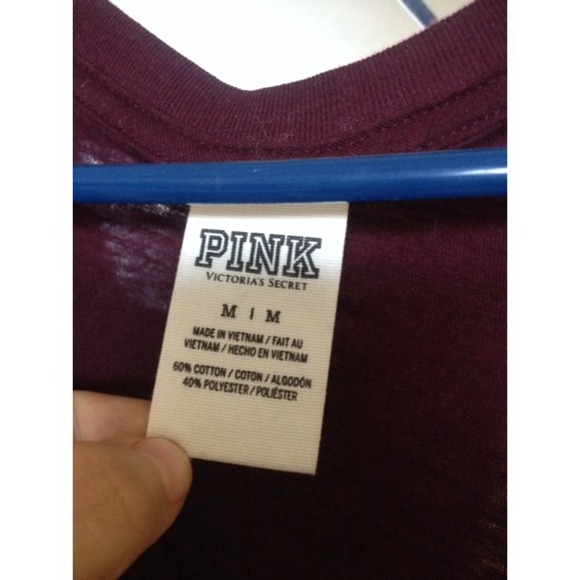 PINK
VICTORIA'S SECRET
M | M
MADE IN VIETNAM / FAIT AU
VIETNAM / HECHO EN VIETNAM
60% COTTON / COTON / ALGODÓN
40% POLYESTER / POLIÉSTER